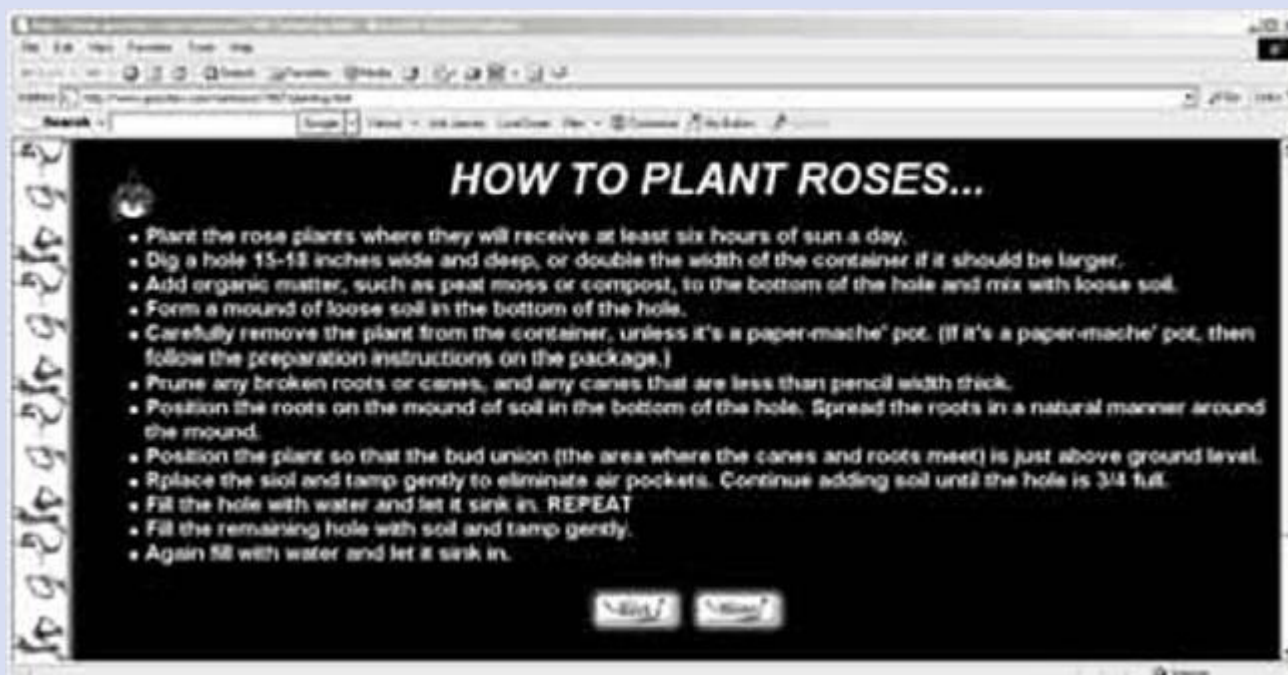 File Edit View Favorites Tools Help
Search Favorites Media
Search
HOW TO PLANT ROSES...
• Plant the rose plants where they will receive at least six hours of sun a day.
• Dig a hole 15-18 inches wide and deep, or double the width of the container if it should be larger.
• Add organic matter, such as peat moss or compost, to the bottom of the hole and mix with loose soil.
• Form a mound of loose soil in the bottom of the hole.
• Carefully remove the plant from the container, unless it's a paper-mache' pot. (If it's a paper-mache' pot, then
follow the preparation instructions on the package.)
• Prune any broken roots or canes, and any canes that are less than pencil width thick.
• Position the roots on the mound of soil in the bottom of the hole. Spread the roots in a natural manner around
the mound.
• Position the plant so that the bud union (the area where the canes and roots meet) is just above ground level.
• Rplace the siol and tamp gently to eliminate air pockets. Continue adding soil until the hole is 3/4 full.
• Fill the hole with water and let it sink in. REPEAT
• Fill the remaining hole with soil and tamp gently.
• Again fill with water and let it sink in.